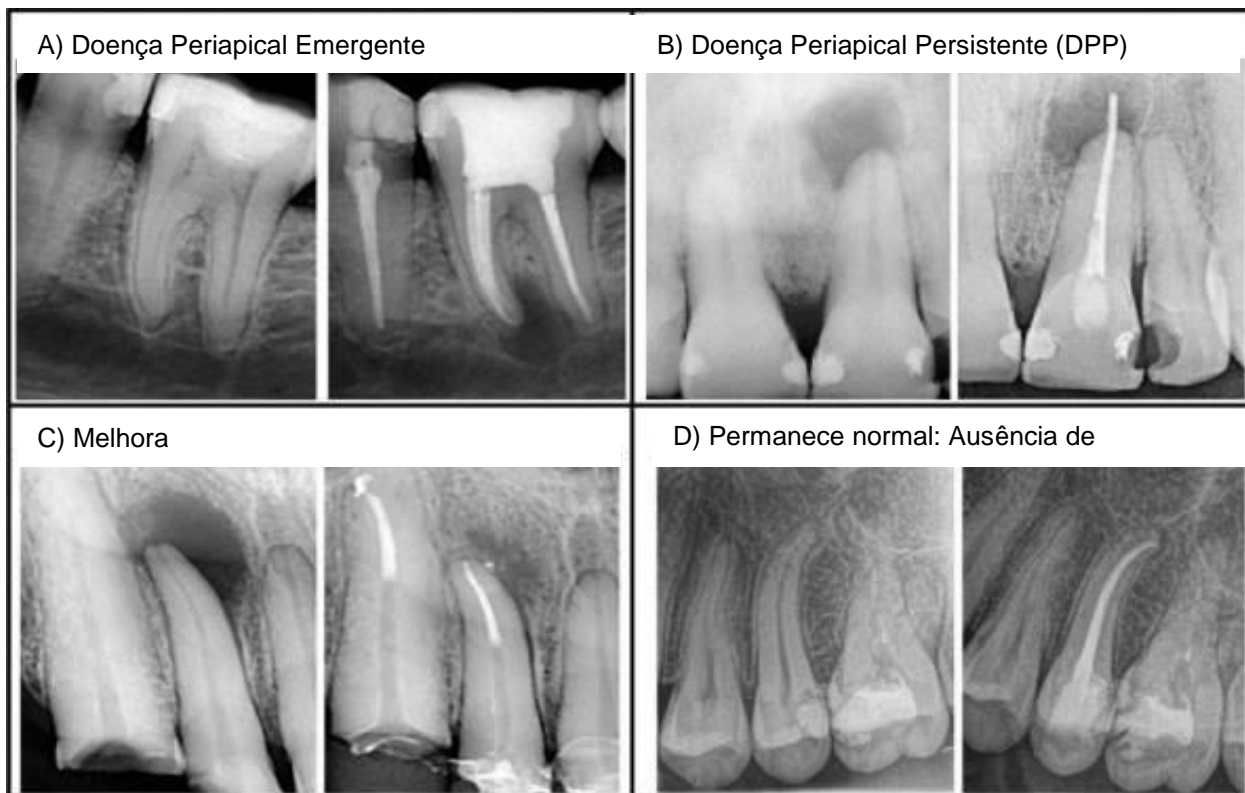 A) Doença Periapical Emergente
B) Doença Periapical Persistente (DPP)
C) Melhora
D) Permanece normal: Ausência de